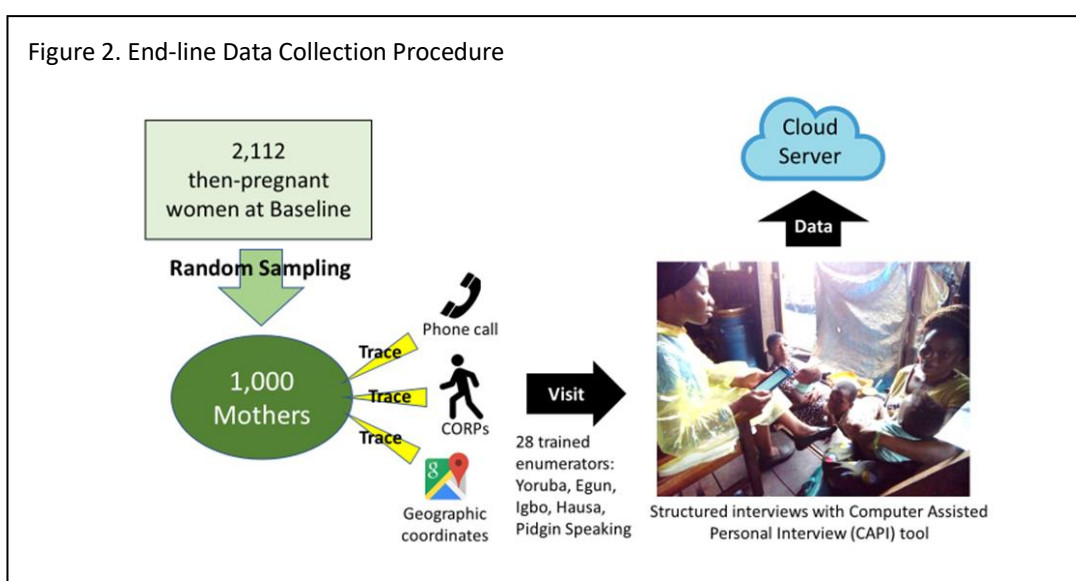 Figure 2. End-line Data Collection Procedure
2,112
then-pregnant
women at Baseline
Random Sampling
1,000
Mothers
Trace
Trace
Trace
Phone call
CORPs
8
Geographic
coordinates
Visit
28 trained
enumerators:
Yoruba, Egun,
Igbo, Hausa,
Pidgin Speaking
Cloud
Server
Data
Structured interviews with Computer Assisted
Personal Interview (CAPI) tool